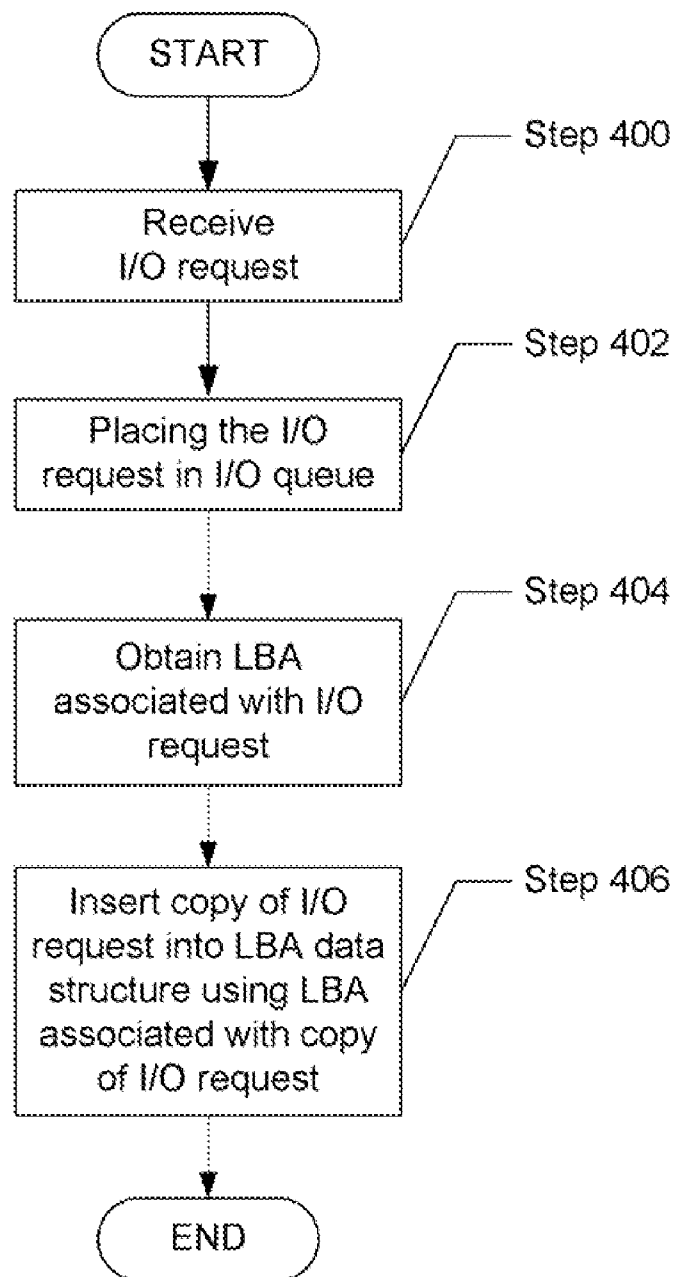 START
Step 400
Receive
I/O request
Step 402
Placing the I/O
request in I/O queue
Step 404
Obtain LBA
associated with I/O
request
Step 406
Insert copy of I/O
request into LBA data
structure using LBA
associated with copy
of I/O request
END